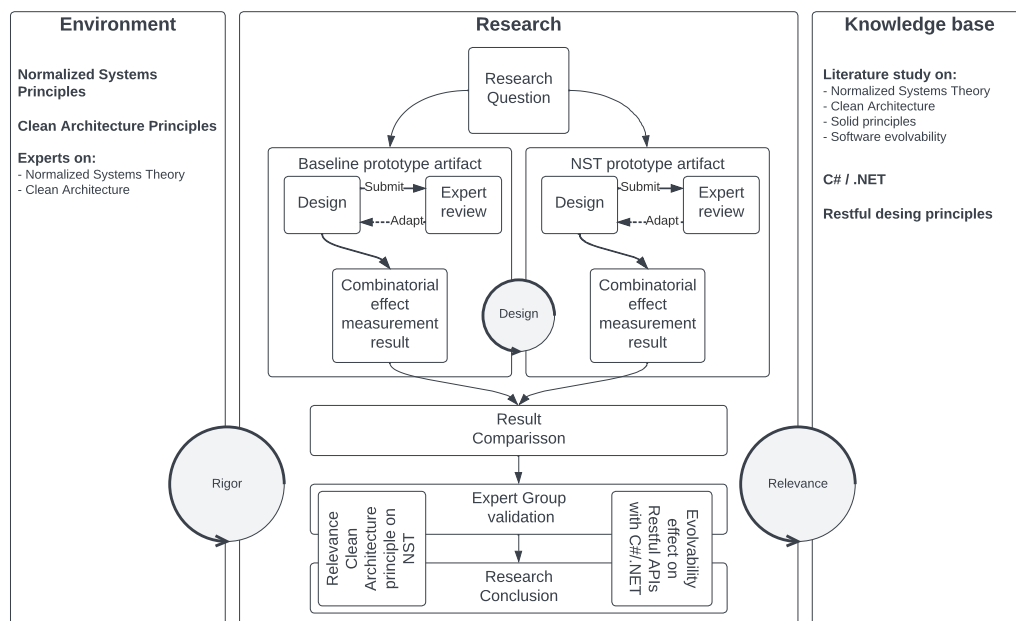 Environment
Normalized Systems
Principles
Clean Architecture Principles
Experts on:
- Normalized Systems Theory
- Clean Architecture
Rigor
Research
Research
Question
Baseline prototype artifact
Design
Submit
Adapt
Expert
review
Combinatorial
effect
measurement
result
Design
NST prototype artifact
Design
Submit
Adapt
Expert
review
Combinatorial
effect
measurement
result
Result
Comparisson
Expert Group
validation
Relevance
Clean
Architecture
principle on
NST
Evolvability
effect on
Restful APIs
with C#/.NET
Research
Conclusion
Knowledge base
Literature study on:
- Normalized Systems Theory
- Clean Architecture
- Solid principles
- Software evolvability
C# / .NET
Restful desing principles
Relevance